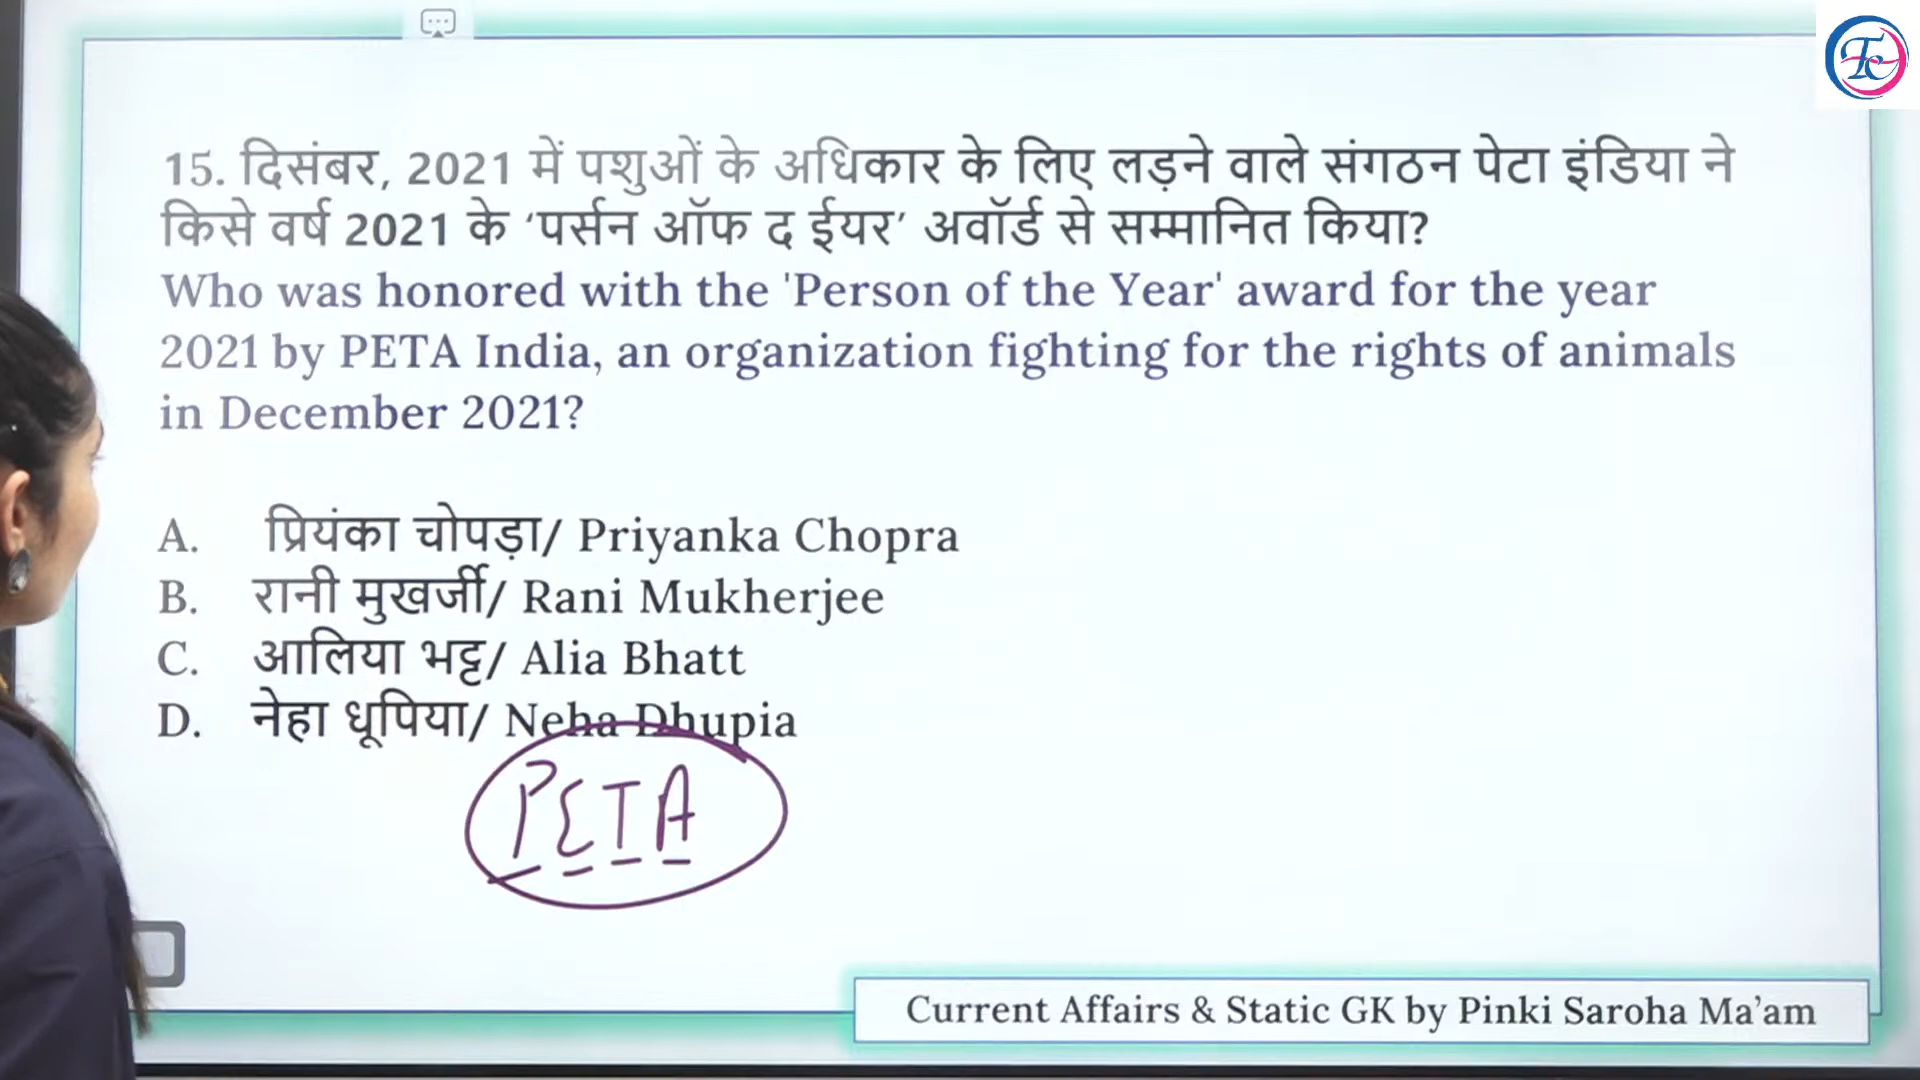 Tc
15. दिसंबर, 2021 में पशुओं के अधिकार के लिए लड़ने वाले संगठन पेटा इंडिया ने
किसे वर्ष 2021 के ‘पर्सन ऑफ द ईयर’ अवॉर्ड से सम्मानित किया?
Who was honored with the 'Person of the Year' award for the year
2021 by PETA India, an organization fighting for the rights of animals
in December 2021?
A. प्रियंका चोपड़ा/ Priyanka Chopra
B. रानी मुखर्जी/ Rani Mukherjee
C. आलिया भट्ट/ Alia Bhatt
D. नेहा धूपिया/ Neha Dhupia
PETA
Current Affairs & Static GK by Pinki Saroha Ma’am